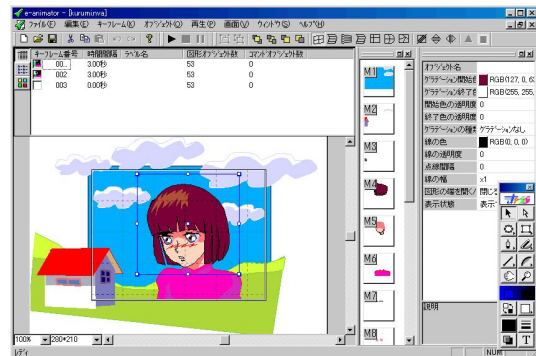 e-animator - [kuruminva]
ファイル(F) 編集(E) キーフレーム(K) オブジェクト(O) 再生(P) 画面(V) ウィンドウ(S) ヘルプ(H)
キーフレーム番号 時間間隔 ラベル名 図形オブジェクト数 コマンドオブジェクト数
00.. 3.00秒 53 0
002 3.00秒 53 0
003 0.00秒 53 0
M1
M2
M3
M4
M5
M6
M7
M8
オブジェクト名
グラデーション開始色 RGB(127, 0, 63
グラデーション終了色 RGB(255, 255,
開始色の透明度 0
終了色の透明度 0
グラデーションの種類 グラデーションなし
線の色 RGB(0, 0, 0)
線の透明度 0
点線間隔 0
線の幅 x1
図形の端を開く/ 閉じる
表示状態 表示
説明
T
100% 280*210
レディ NUM